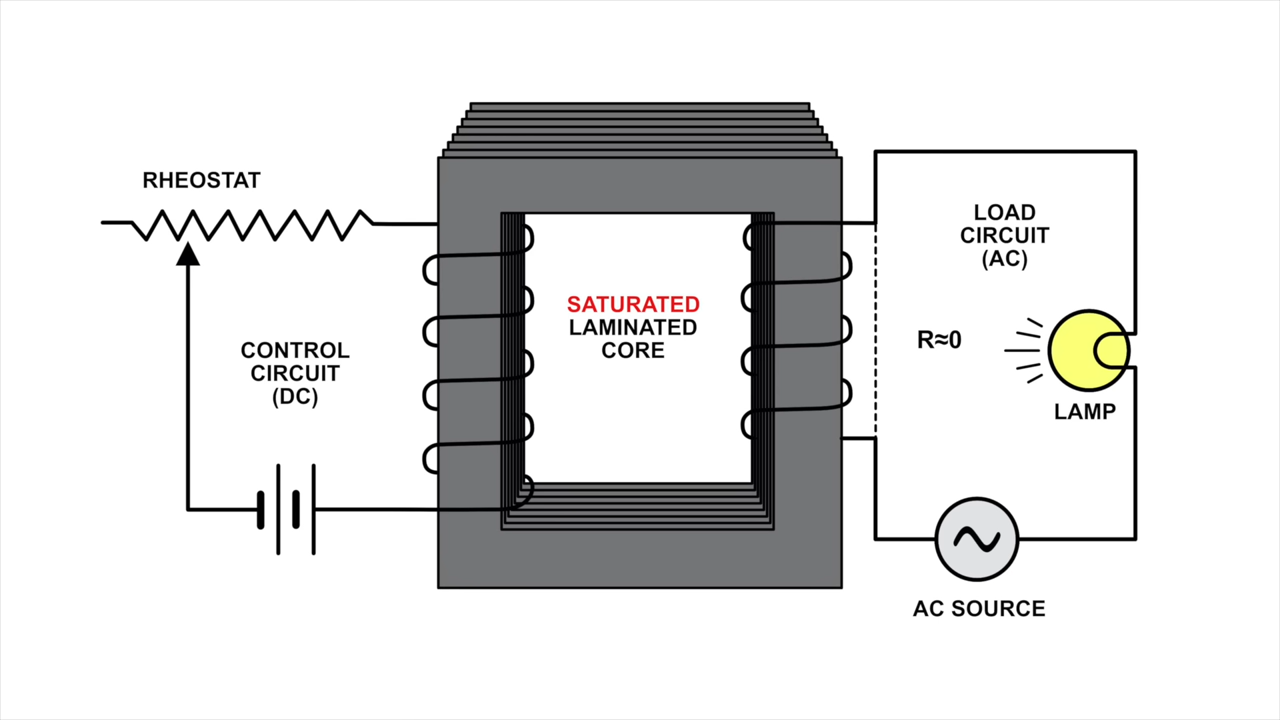 RHEOSTAT
CONTROL
CIRCUIT
(DC)
SATURATED
LAMINATED
CORE
LOAD
CIRCUIT
(AC)
R≈0
LAMP
AC SOURCE